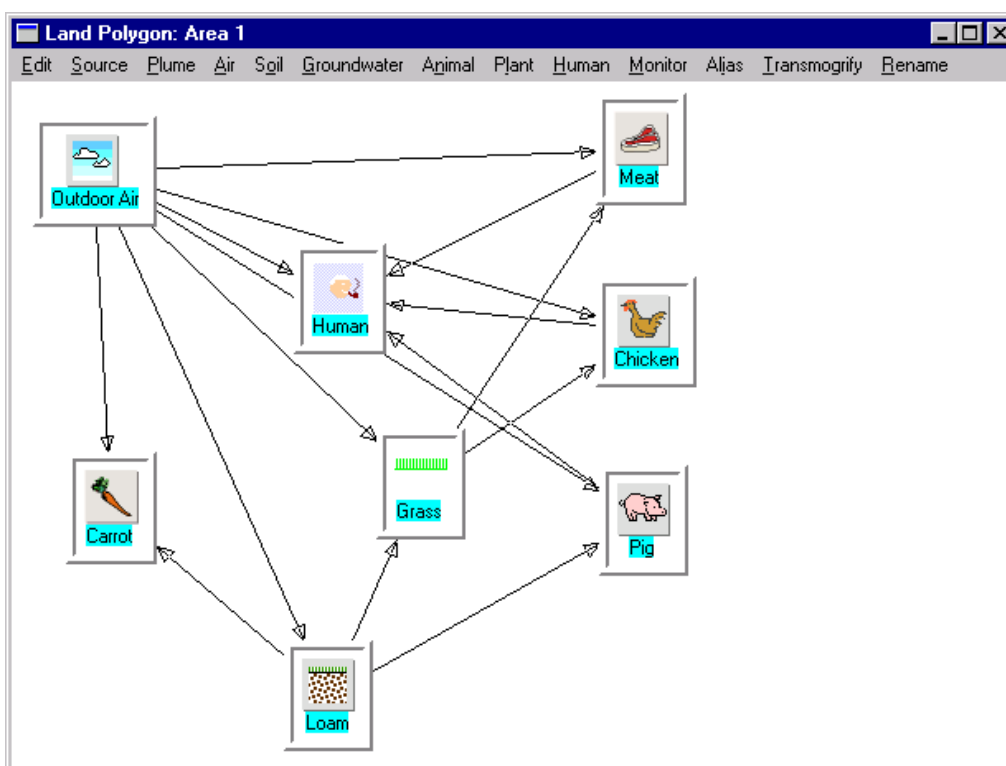 Land Polygon: Area 1
Edit Source Plume Air Soil Groundwater Animal Plant Human Monitor Alias Transmogrify Rename
Outdoor Air
Meat
Human
Chicken
Grass
Carrot
Pig
Loam